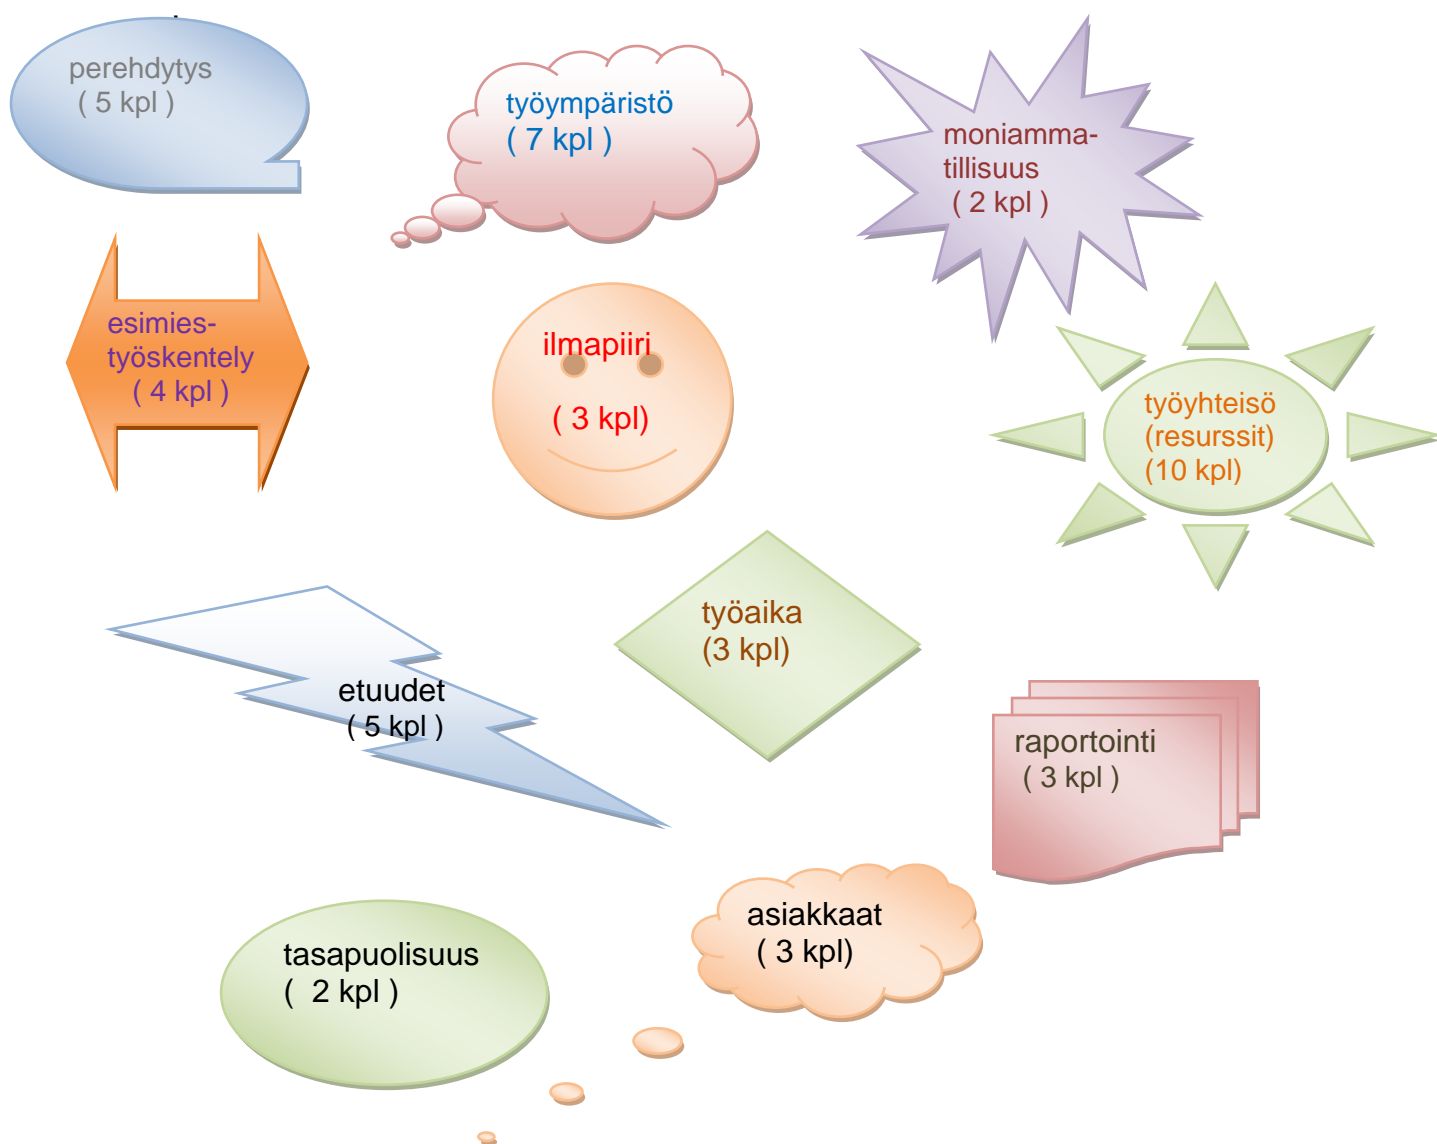 perehdytys
( 5 kpl )
työympäristö
( 7 kpl )
moniamma-
tillisuus
( 2 kpl )
esimies-
työskentely
( 4 kpl )
ilmapiiri
( 3 kpl)
työyhteisö
(resurssit)
(10 kpl)
työaika
(3 kpl)
etuudet
( 5 kpl )
raportointi
( 3 kpl )
asiakkaat
( 3 kpl)
tasapuolisuus
( 2 kpl )